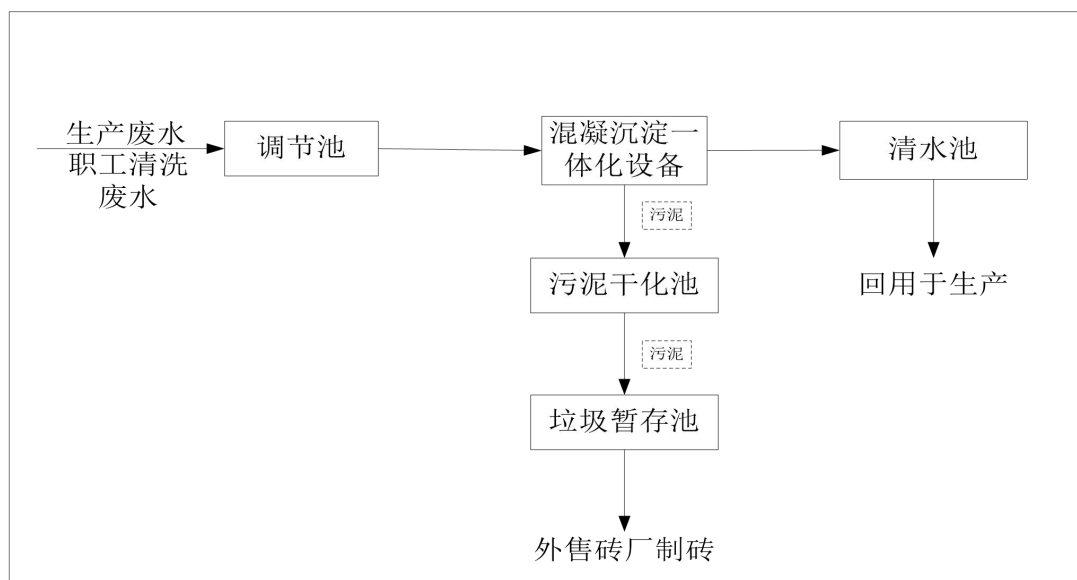 生产废水
职工清洗
废水
调节池
混凝沉淀一
体化设备
清水池
污泥
污泥干化池
回用于生产
污泥
垃圾暂存池
外售砖厂制砖